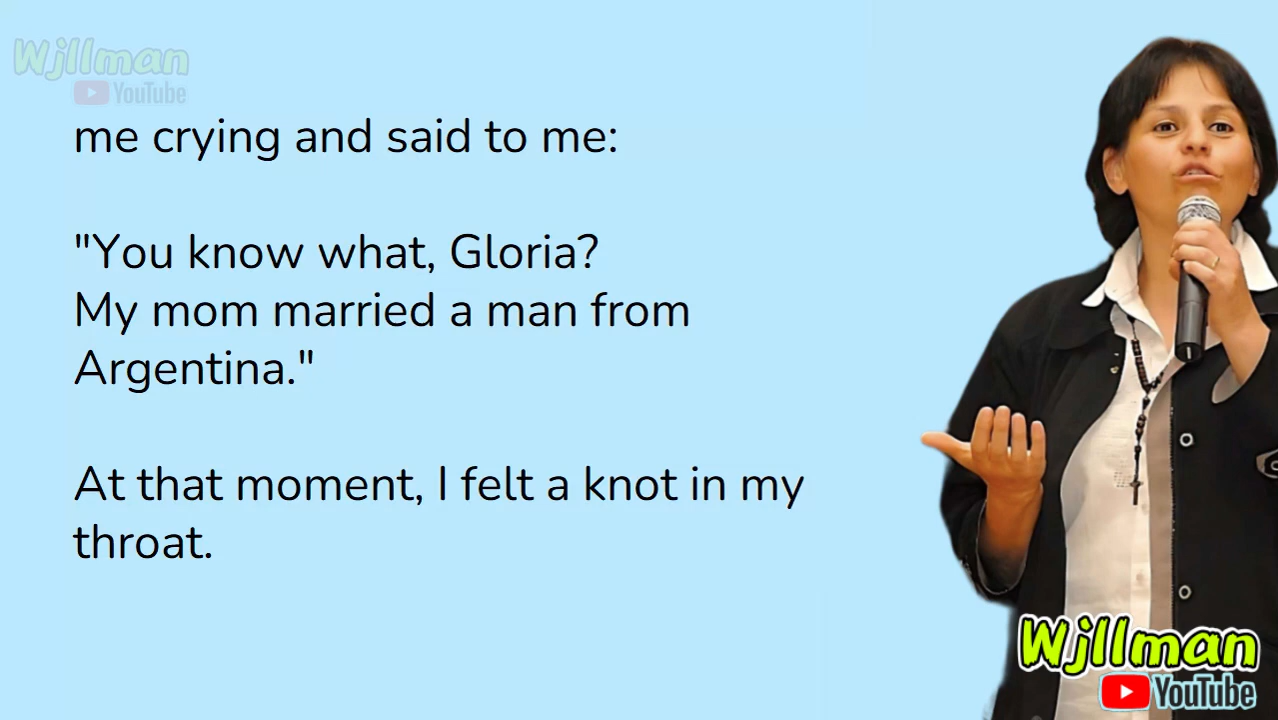 Wjllman
YouTube
me crying and said to me:
"You know what, Gloria?
My mom married a man from
Argentina."
At that moment, I felt a knot in my
throat.
Wjllman
YouTube